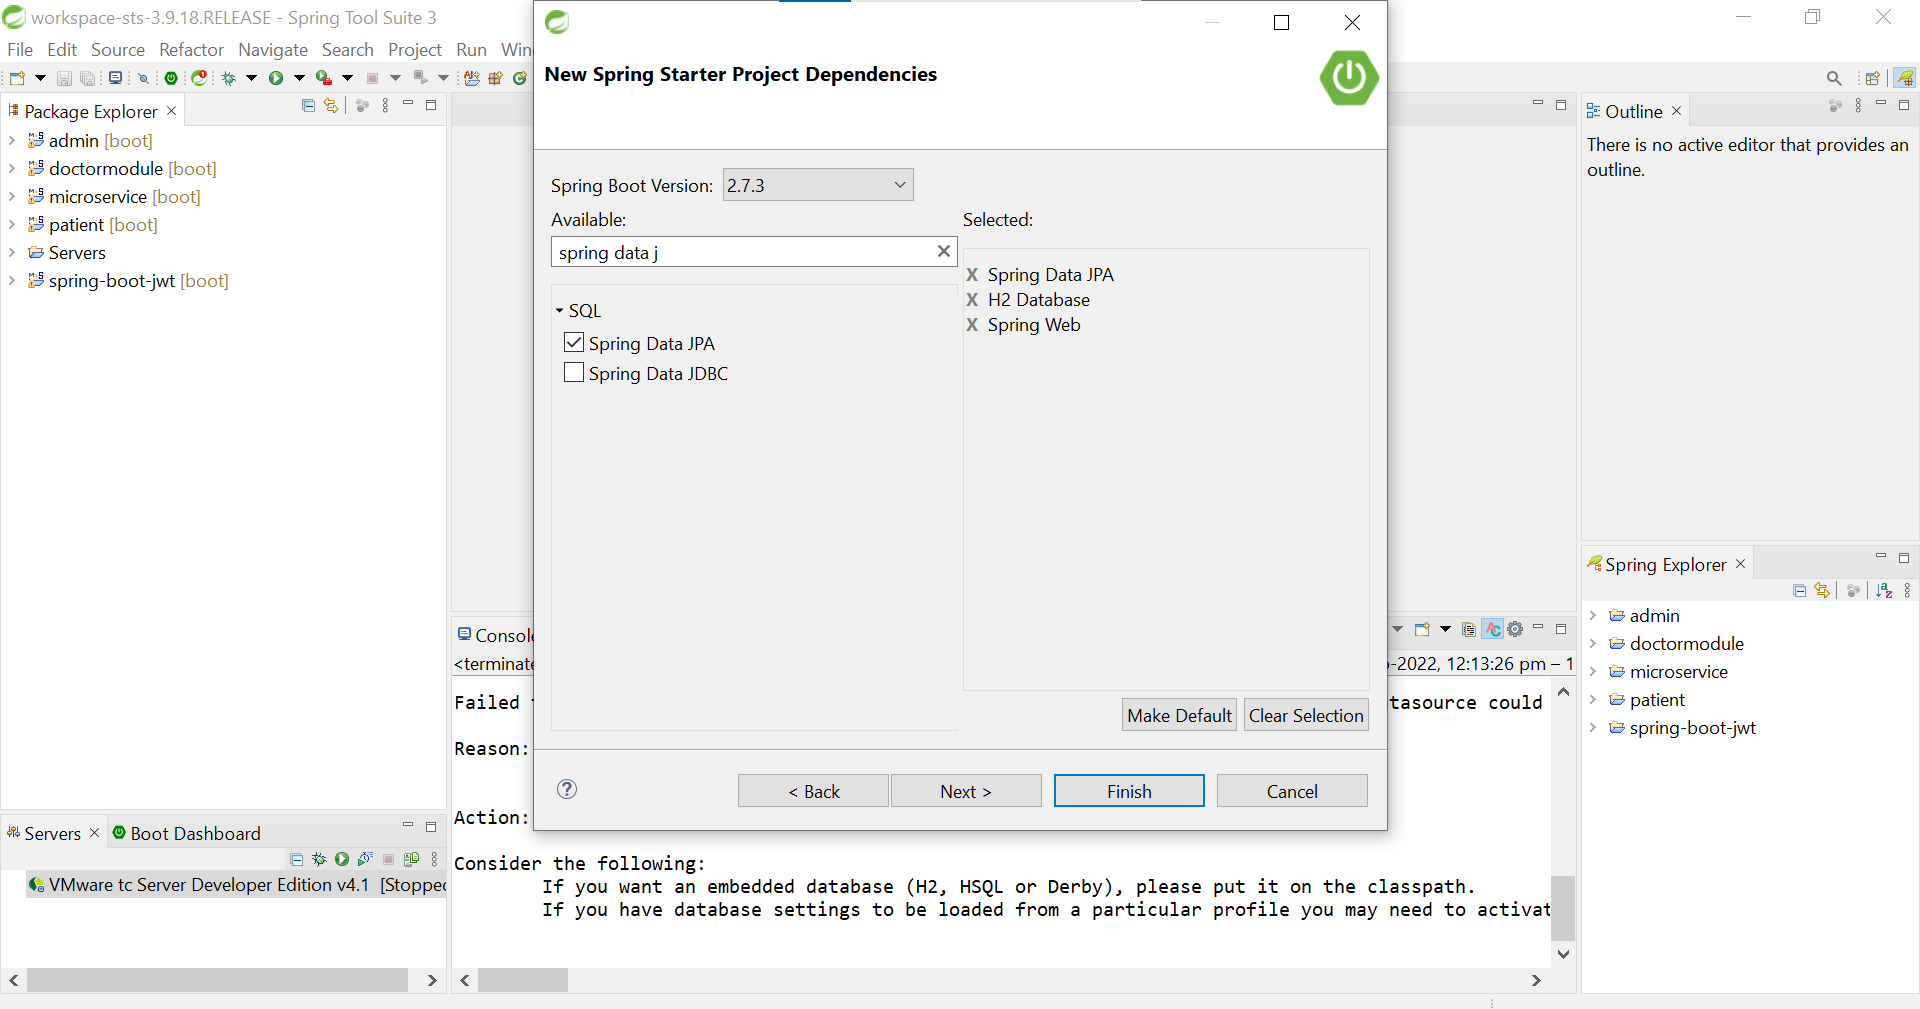 workspace-sts-3.9.18.RELEASE - Spring Tool Suite 3
File Edit Source Refactor Navigate Search Project Run Win
Package Explorer
admin [boot]
doctormodule [boot]
microservice [boot]
patient [boot]
Servers
spring-boot-jwt [boot]
Servers
Boot Dashboard
VMware tc Server Developer Edition v4.1 [Stopped
New Spring Starter Project Dependencies
Spring Boot Version: 2.7.3
Available:
spring data j
SQL
Spring Data JPA
Spring Data JDBC
Selected:
X Spring Data JPA
X H2 Database
X Spring Web
Make Default
Clear Selection
< Back
Next >
Finish
Cancel
Console
<terminate
-2022, 12:13:26 pm – 1
Failed
tasource could
Reason:
Action:
Consider the following:
If you want an embedded database (H2, HSQL or Derby), please put it on the classpath.
If you have database settings to be loaded from a particular profile you may need to activat
Outline
There is no active editor that provides an
outline.
Spring Explorer
admin
doctormodule
microservice
patient
spring-boot-jwt